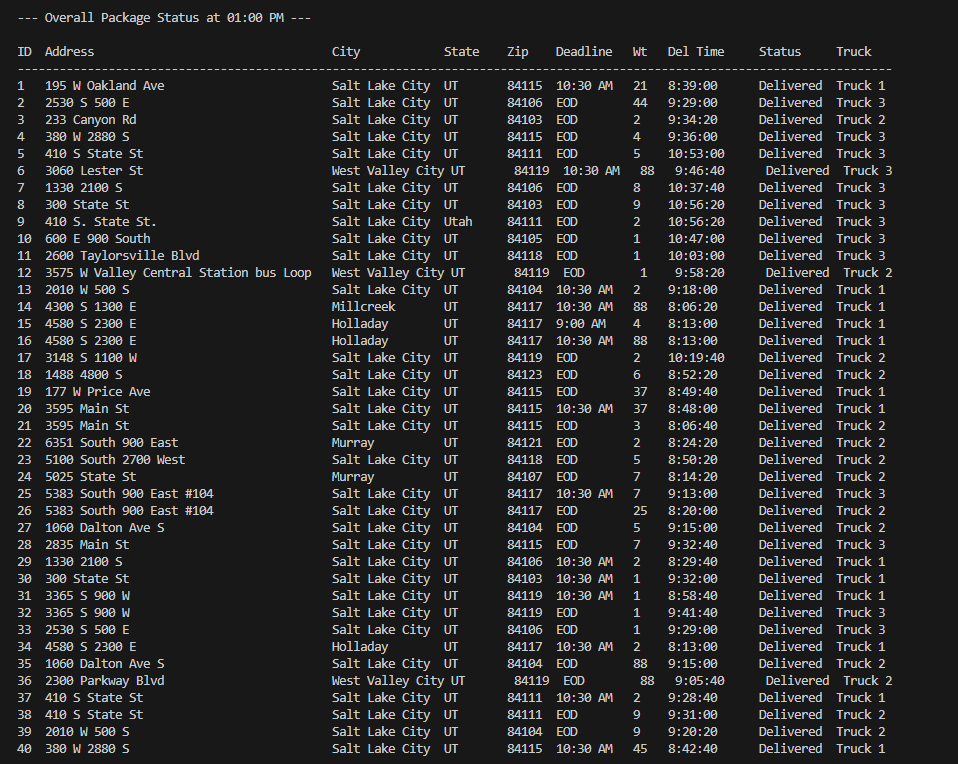 --- Overall Package Status at 01:00 PM ---
ID Address City State Zip Deadline Wt Del Time Status Truck
--------------------------------------------------------------------------------------------------------------------------
1 195 W Oakland Ave Salt Lake City UT 84115 10:30 AM 21 8:39:00 Delivered Truck 1
2 2530 S 500 E Salt Lake City UT 84106 EOD 44 9:29:00 Delivered Truck 3
3 233 Canyon Rd Salt Lake City UT 84103 EOD 2 9:34:20 Delivered Truck 2
4 380 W 2880 S Salt Lake City UT 84115 EOD 4 9:36:00 Delivered Truck 3
5 410 S State St Salt Lake City UT 84111 EOD 5 10:53:00 Delivered Truck 3
6 3060 Lester St West Valley City UT 84119 10:30 AM 88 9:46:40 Delivered Truck 3
7 1330 2100 S Salt Lake City UT 84106 EOD 8 10:37:40 Delivered Truck 3
8 300 State St Salt Lake City UT 84103 EOD 9 10:56:20 Delivered Truck 3
9 410 S. State St. Salt Lake City Utah 84111 EOD 2 10:56:20 Delivered Truck 3
10 600 E 900 South Salt Lake City UT 84105 EOD 1 10:47:00 Delivered Truck 3
11 2600 Taylorsville Blvd Salt Lake City UT 84118 EOD 1 10:03:00 Delivered Truck 3
12 3575 W Valley Central Station bus Loop West Valley City UT 84119 EOD 1 9:58:20 Delivered Truck 2
13 2010 W 500 S Salt Lake City UT 84104 10:30 AM 2 9:18:00 Delivered Truck 1
14 4300 S 1300 E Millcreek UT 84117 10:30 AM 88 8:06:20 Delivered Truck 1
15 4580 S 2300 E Holladay UT 84117 9:00 AM 4 8:13:00 Delivered Truck 1
16 4580 S 2300 E Holladay UT 84117 10:30 AM 88 8:13:00 Delivered Truck 1
17 3148 S 1100 W Salt Lake City UT 84119 EOD 2 10:19:40 Delivered Truck 2
18 1488 4800 S Salt Lake City UT 84123 EOD 6 8:52:20 Delivered Truck 2
19 177 W Price Ave Salt Lake City UT 84115 EOD 37 8:49:40 Delivered Truck 1
20 3595 Main St Salt Lake City UT 84115 10:30 AM 37 8:48:00 Delivered Truck 1
21 3595 Main St Salt Lake City UT 84115 EOD 3 8:06:40 Delivered Truck 2
22 6351 South 900 East Murray UT 84121 EOD 2 8:24:20 Delivered Truck 2
23 5100 South 2700 West Salt Lake City UT 84118 EOD 5 8:50:20 Delivered Truck 2
24 5025 State St Murray UT 84107 EOD 7 8:14:20 Delivered Truck 2
25 5383 South 900 East #104 Salt Lake City UT 84117 10:30 AM 7 9:13:00 Delivered Truck 3
26 5383 South 900 East #104 Salt Lake City UT 84117 EOD 25 8:20:00 Delivered Truck 2
27 1060 Dalton Ave S Salt Lake City UT 84104 EOD 5 9:15:00 Delivered Truck 2
28 2835 Main St Salt Lake City UT 84115 EOD 7 9:32:40 Delivered Truck 3
29 1330 2100 S Salt Lake City UT 84106 10:30 AM 2 8:29:40 Delivered Truck 1
30 300 State St Salt Lake City UT 84103 10:30 AM 1 9:32:00 Delivered Truck 1
31 3365 S 900 W Salt Lake City UT 84119 10:30 AM 1 8:58:40 Delivered Truck 1
32 3365 S 900 W Salt Lake City UT 84119 EOD 1 9:41:40 Delivered Truck 3
33 2530 S 500 E Salt Lake City UT 84106 EOD 1 9:29:00 Delivered Truck 3
34 4580 S 2300 E Holladay UT 84117 10:30 AM 2 8:13:00 Delivered Truck 1
35 1060 Dalton Ave S Salt Lake City UT 84104 EOD 88 9:15:00 Delivered Truck 2
36 2300 Parkway Blvd West Valley City UT 84119 EOD 88 9:05:40 Delivered Truck 2
37 410 S State St Salt Lake City UT 84111 10:30 AM 2 9:28:40 Delivered Truck 1
38 410 S State St Salt Lake City UT 84111 EOD 9 9:31:00 Delivered Truck 2
39 2010 W 500 S Salt Lake City UT 84104 EOD 9 9:20:20 Delivered Truck 2
40 380 W 2880 S Salt Lake City UT 84115 10:30 AM 45 8:42:40 Delivered Truck 1